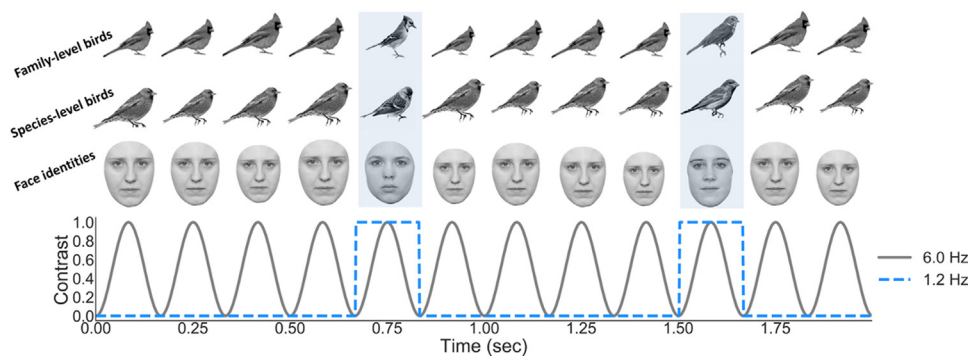 Family-level birds
Species-level birds
Face identities
Contrast
1.0
0.8
0.6
0.4
0.2
0.0
0.00 0.25 0.50 0.75 1.00 1.25 1.50 1.75
Time (sec)
6.0 Hz
1.2 Hz